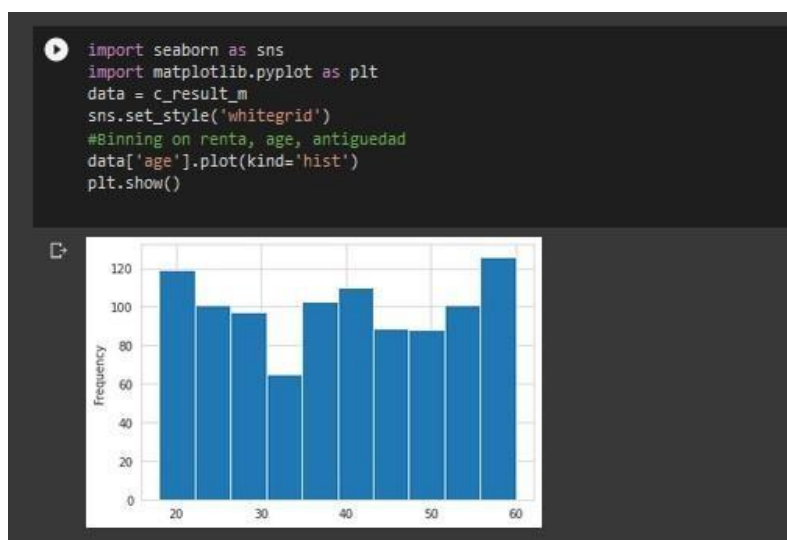 import seaborn as sns
import matplotlib.pyplot as plt
data = c_result_m
sns.set_style('whitegrid')
#Binning on renta, age, antiguedad
data['age'].plot(kind='hist')
plt.show()
120
100
80
60
40
20
0
Frequency
20 30 40 50 60